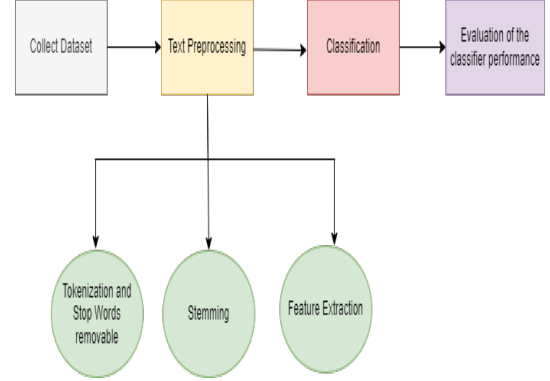 Collect Dataset
Text Preprocessing
Classification
Evaluation of the
classifier performance
Tokenization and
Stop Words
removable
Stemming
Feature Extraction